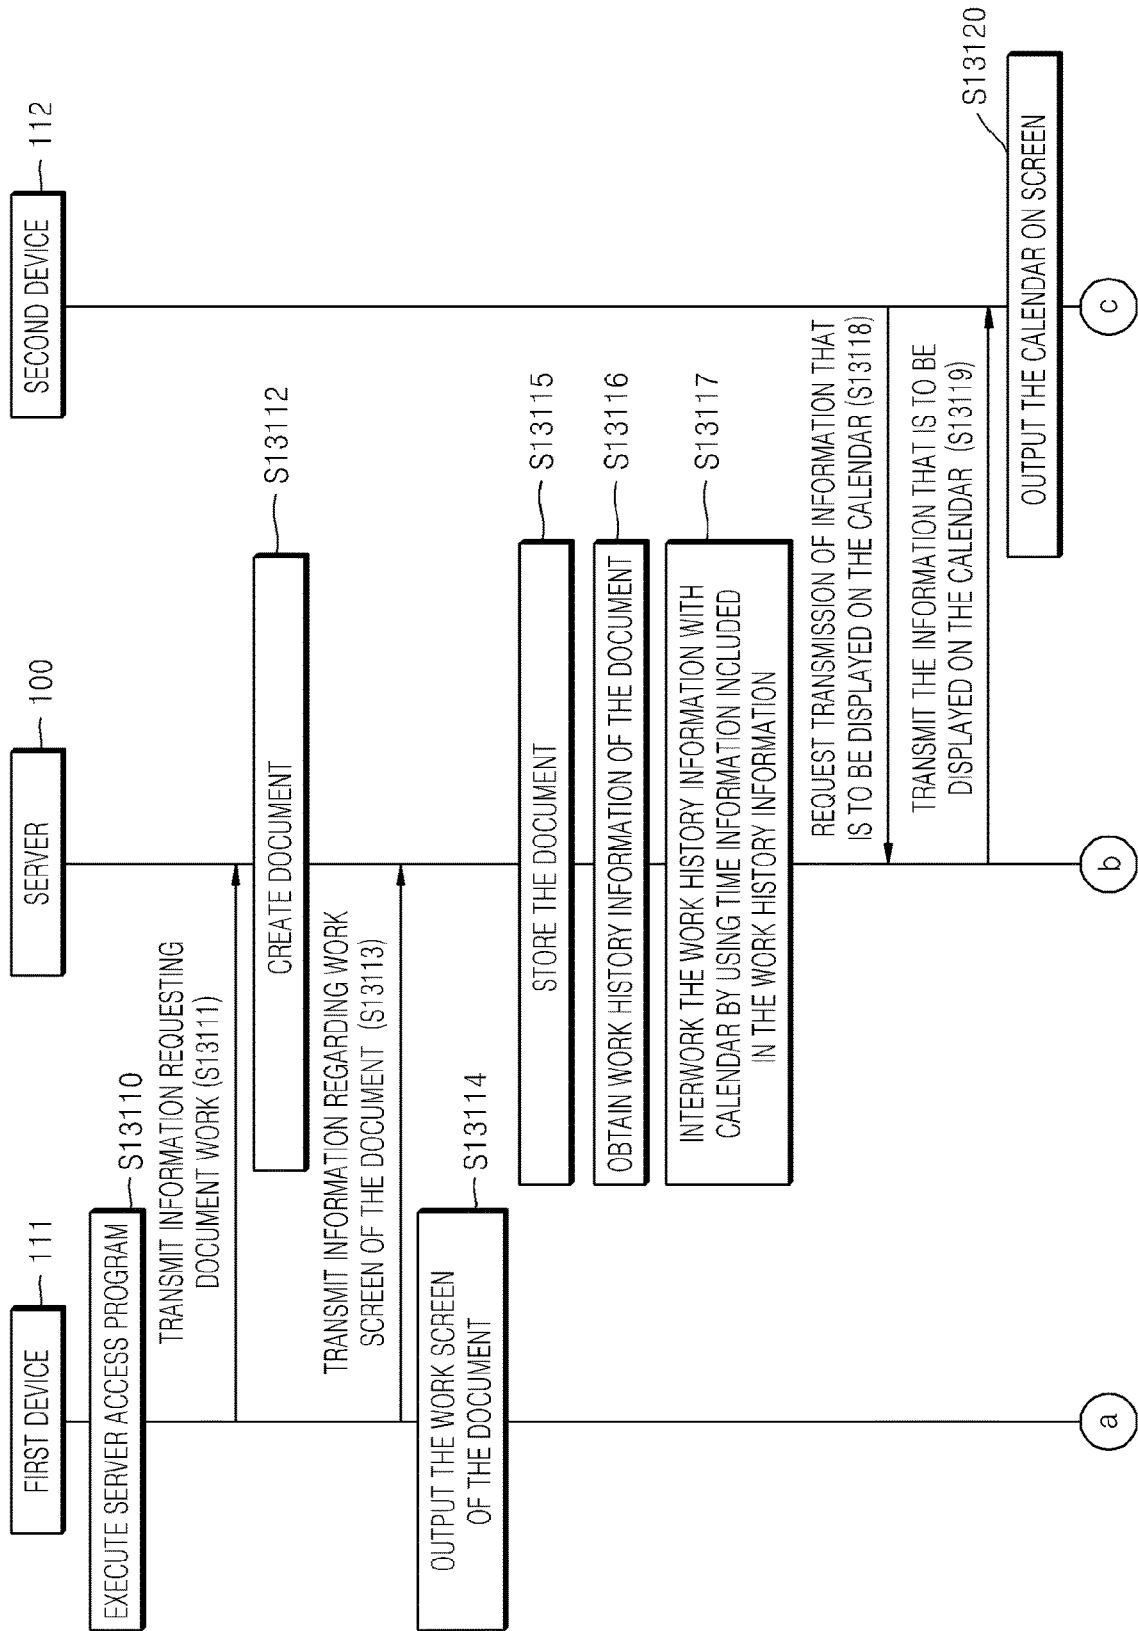 FIRST DEVICE
111
SERVER
100
SECOND DEVICE
112
EXECUTE SERVER ACCESS PROGRAM
S13110
TRANSMIT INFORMATION REQUESTING
DOCUMENT WORK (S13111)
CREATE DOCUMENT
S13112
TRANSMIT INFORMATION REGARDING WORK
SCREEN OF THE DOCUMENT (S13113)
OUTPUT THE WORK SCREEN
OF THE DOCUMENT
S13114
STORE THE DOCUMENT
S13115
OBTAIN WORK HISTORY INFORMATION OF THE DOCUMENT
S13116
INTERWORK THE WORK HISTORY INFORMATION WITH
CALENDAR BY USING TIME INFORMATION INCLUDED
IN THE WORK HISTORY INFORMATION
S13117
REQUEST TRANSMISSION OF INFORMATION THAT
IS TO BE DISPLAYED ON THE CALENDAR (S13118)
TRANSMIT THE INFORMATION THAT IS TO BE
DISPLAYED ON THE CALENDAR (S13119)
OUTPUT THE CALENDAR ON SCREEN
S13120
a
b
c